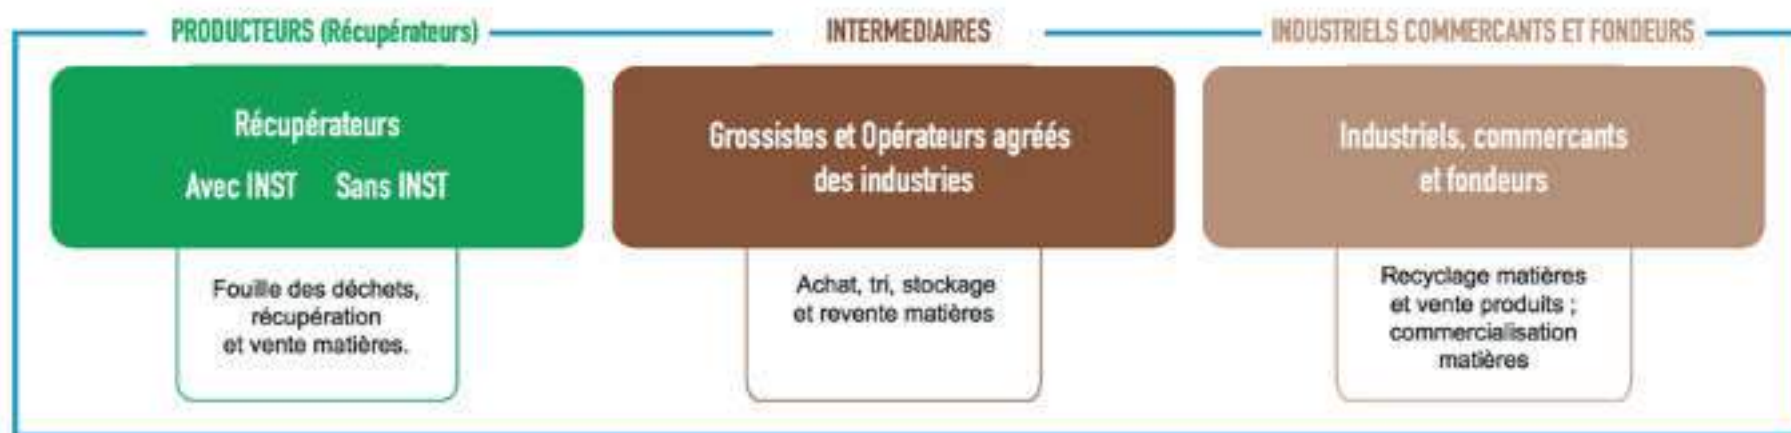 PRODUCTEURS (Récupérateurs)
INTERMEDIAIRES
INDUSTRIELS COMMERCANTS ET FONDEURS
Récupérateurs
Avec INST Sans INST
Fouille des déchets,
récupération
et vente matières.
Grossistes et Opérateurs agréés
des industries
Achat, tri, stockage
et revente matières
Industriels, commercants
et fondeurs
Recyclage matières
et vente produits ;
commercialisation
matières